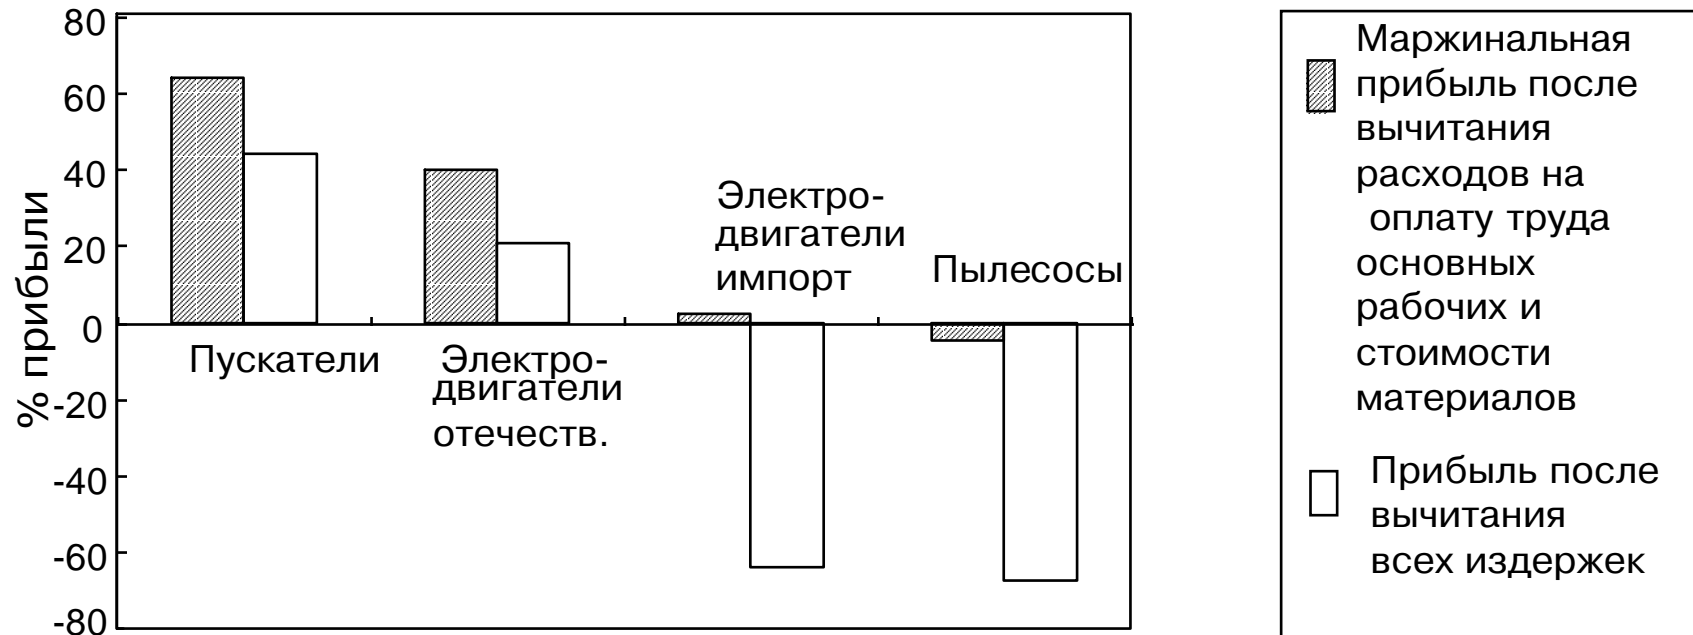 % прибыли
80
60
40
20
0
-20
-40
-60
-80
Пускатели
Электро-
двигатели
отечеств.
Электро-
двигатели
импорт
Пылесосы
Маржинальная
прибыль после
вычитания
расходов на
оплату труда
основных
рабочих и
стоимости
материалов
Прибыль после
вычитания
всех издержек